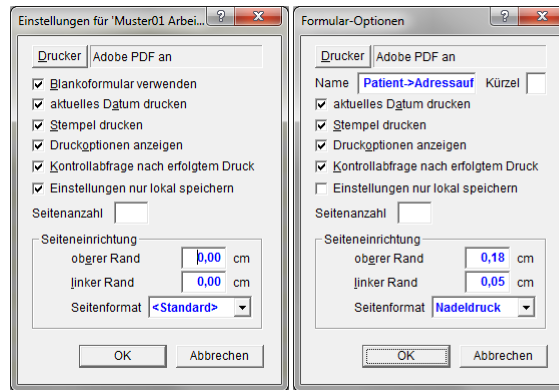 Einstellungen für 'Muster01 Arbei...
Drucker Adobe PDF an
Blankoformular verwenden
aktuelles Datum drucken
Stempel drucken
Druckoptionen anzeigen
Kontrollabfrage nach erfolgtem Druck
Einstellungen nur lokal speichern
Seitenanzahl
Seiteneinrichtung
oberer Rand 0,00 cm
linker Rand 0,00 cm
Seitenformat <Standard>
OK Abbrechen
Formular-Optionen
Drucker Adobe PDF an
Name Patient->Adressauf Kürzel
aktuelles Datum drucken
Stempel drucken
Druckoptionen anzeigen
Kontrollabfrage nach erfolgtem Druck
Einstellungen nur lokal speichern
Seitenanzahl
Seiteneinrichtung
oberer Rand 0,18 cm
linker Rand 0,05 cm
Seitenformat Nadeldruck
OK Abbrechen